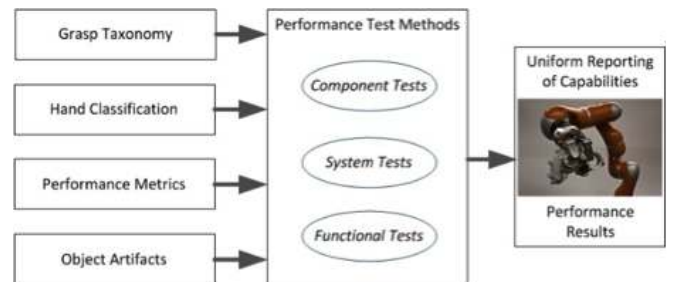 Grasp Taxonomy
Hand Classification
Performance Metrics
Object Artifacts
Performance Test Methods
Component Tests
System Tests
Functional Tests
Uniform Reporting
of Capabilities
Performance
Results